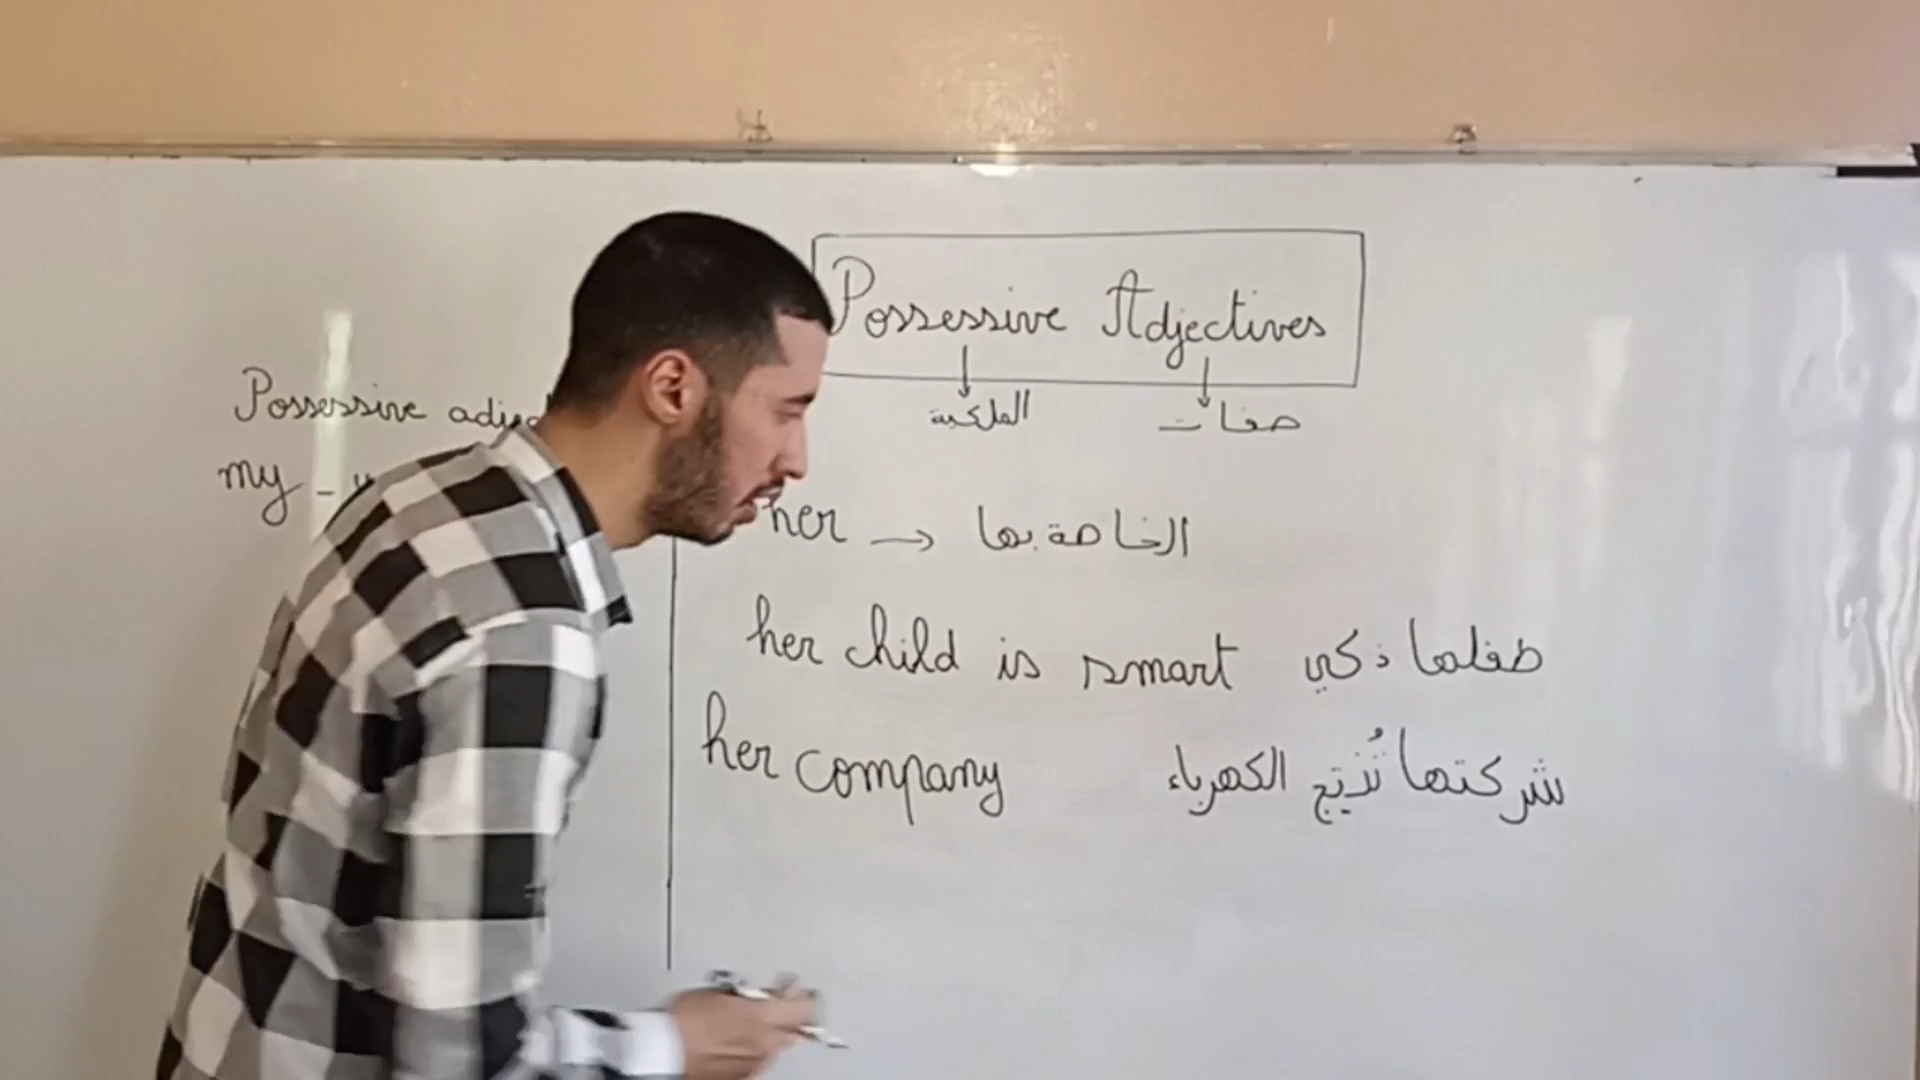 Possessive Adjectives
الملكية صفات
Possessive
my -
her → الخاصة بها
her child is smart طفلها ذكي
her company شركتها تُنتج الكهرباء